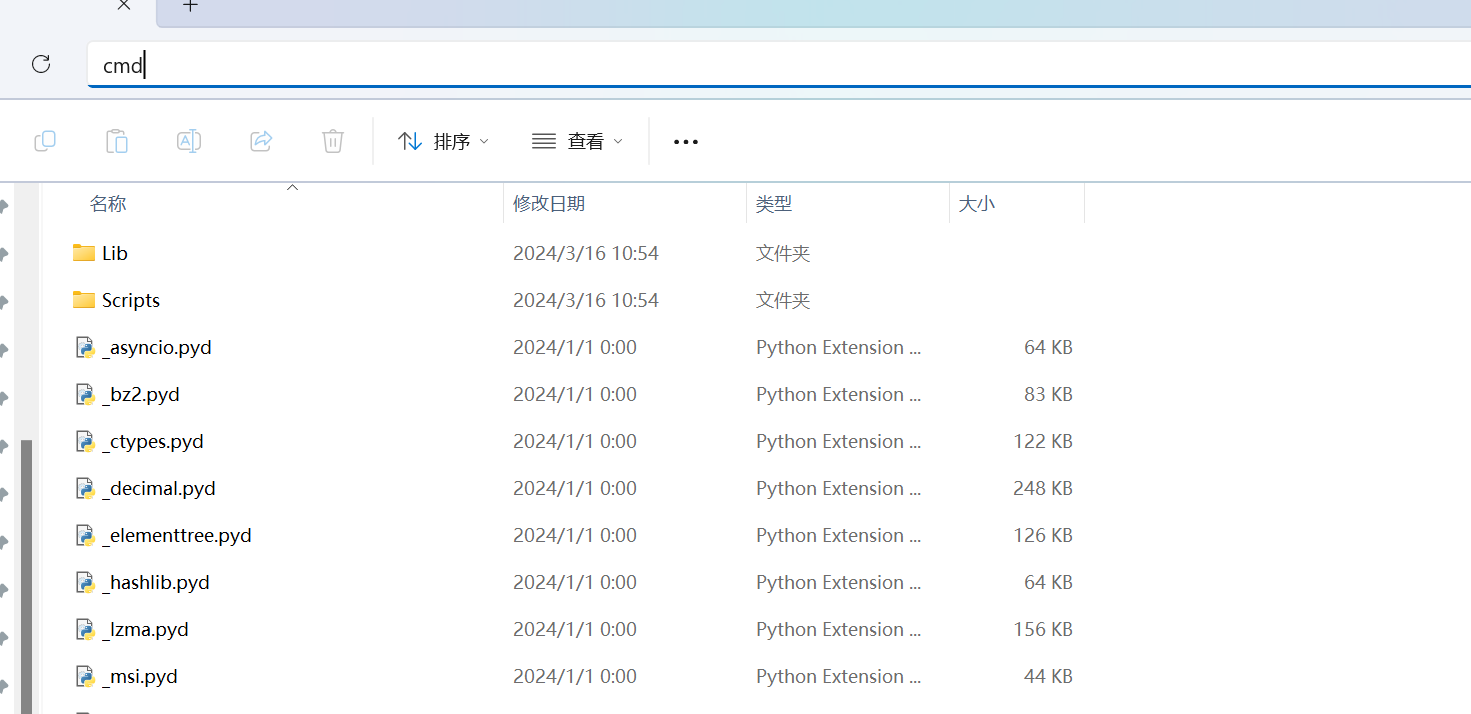 cmd
排序 查看
名称 修改日期 类型 大小
Lib 2024/3/16 10:54 文件夹
Scripts 2024/3/16 10:54 文件夹
_asyncio.pyd 2024/1/1 0:00 Python Extension ... 64 KB
_bz2.pyd 2024/1/1 0:00 Python Extension ... 83 KB
_ctypes.pyd 2024/1/1 0:00 Python Extension ... 122 KB
_decimal.pyd 2024/1/1 0:00 Python Extension ... 248 KB
_elementtree.pyd 2024/1/1 0:00 Python Extension ... 126 KB
_hashlib.pyd 2024/1/1 0:00 Python Extension ... 64 KB
_lzma.pyd 2024/1/1 0:00 Python Extension ... 156 KB
_msi.pyd 2024/1/1 0:00 Python Extension ... 44 KB